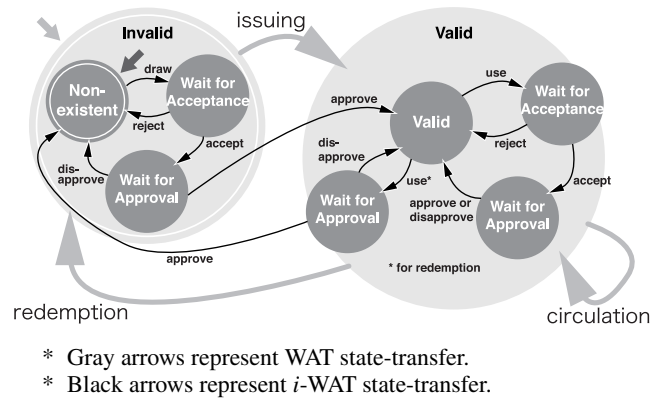 issuing
Invalid
Valid
draw
Non-
existent
Wait for
Acceptance
reject
accept
dis-
approve
Wait for
Approval
approve
use
Valid
Wait for
Acceptance
reject
accept
dis-
approve
use*
Wait for
Approval
approve or
disapprove
Wait for
Approval
approve
* for redemption
redemption
circulation
* Gray arrows represent WAT state-transfer.
* Black arrows represent i-WAT state-transfer.